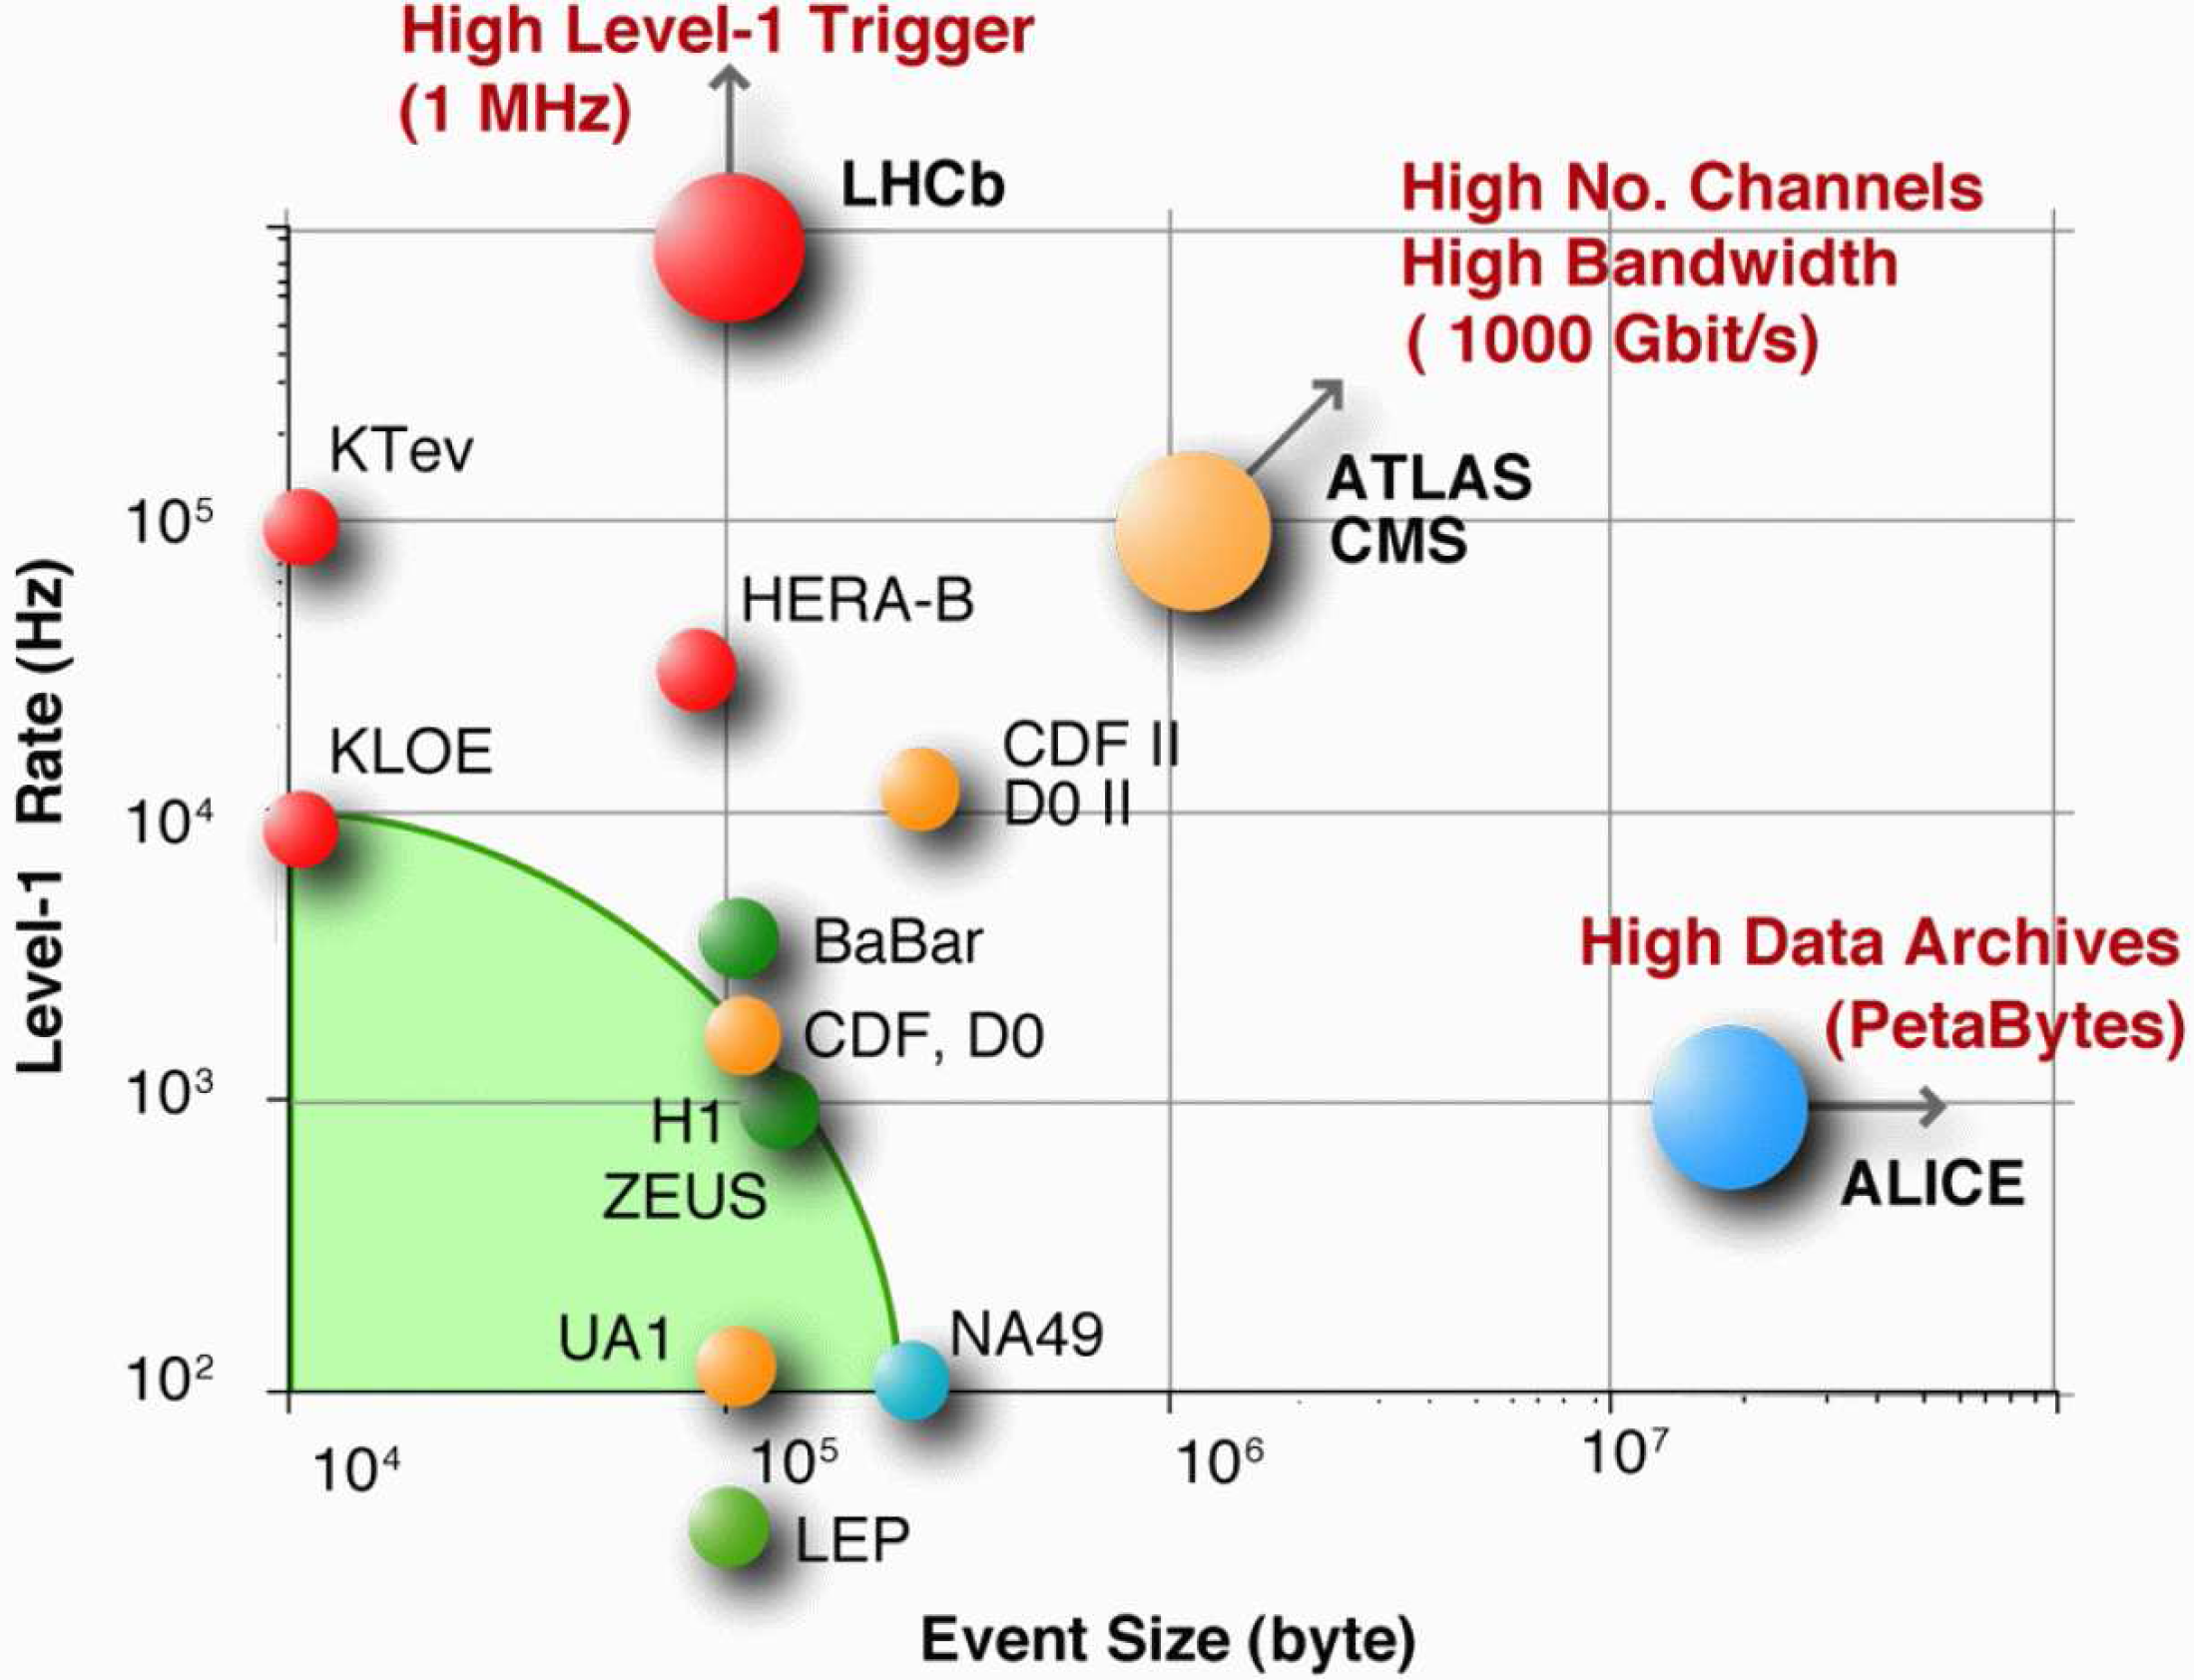 High Level-1 Trigger
(1 MHz)
LHCb
High No. Channels
High Bandwidth
( 1000 Gbit/s)
KTev
ATLAS
CMS
10⁵
HERA-B
KLOE
CDF II
D0 II
10⁴
BaBar
High Data Archives
(PetaBytes)
CDF, D0
10³
H1
ZEUS
ALICE
UA1
NA49
10²
10⁴
10⁵
10⁶
10⁷
LEP
Level-1 Rate (Hz)
Event Size (byte)